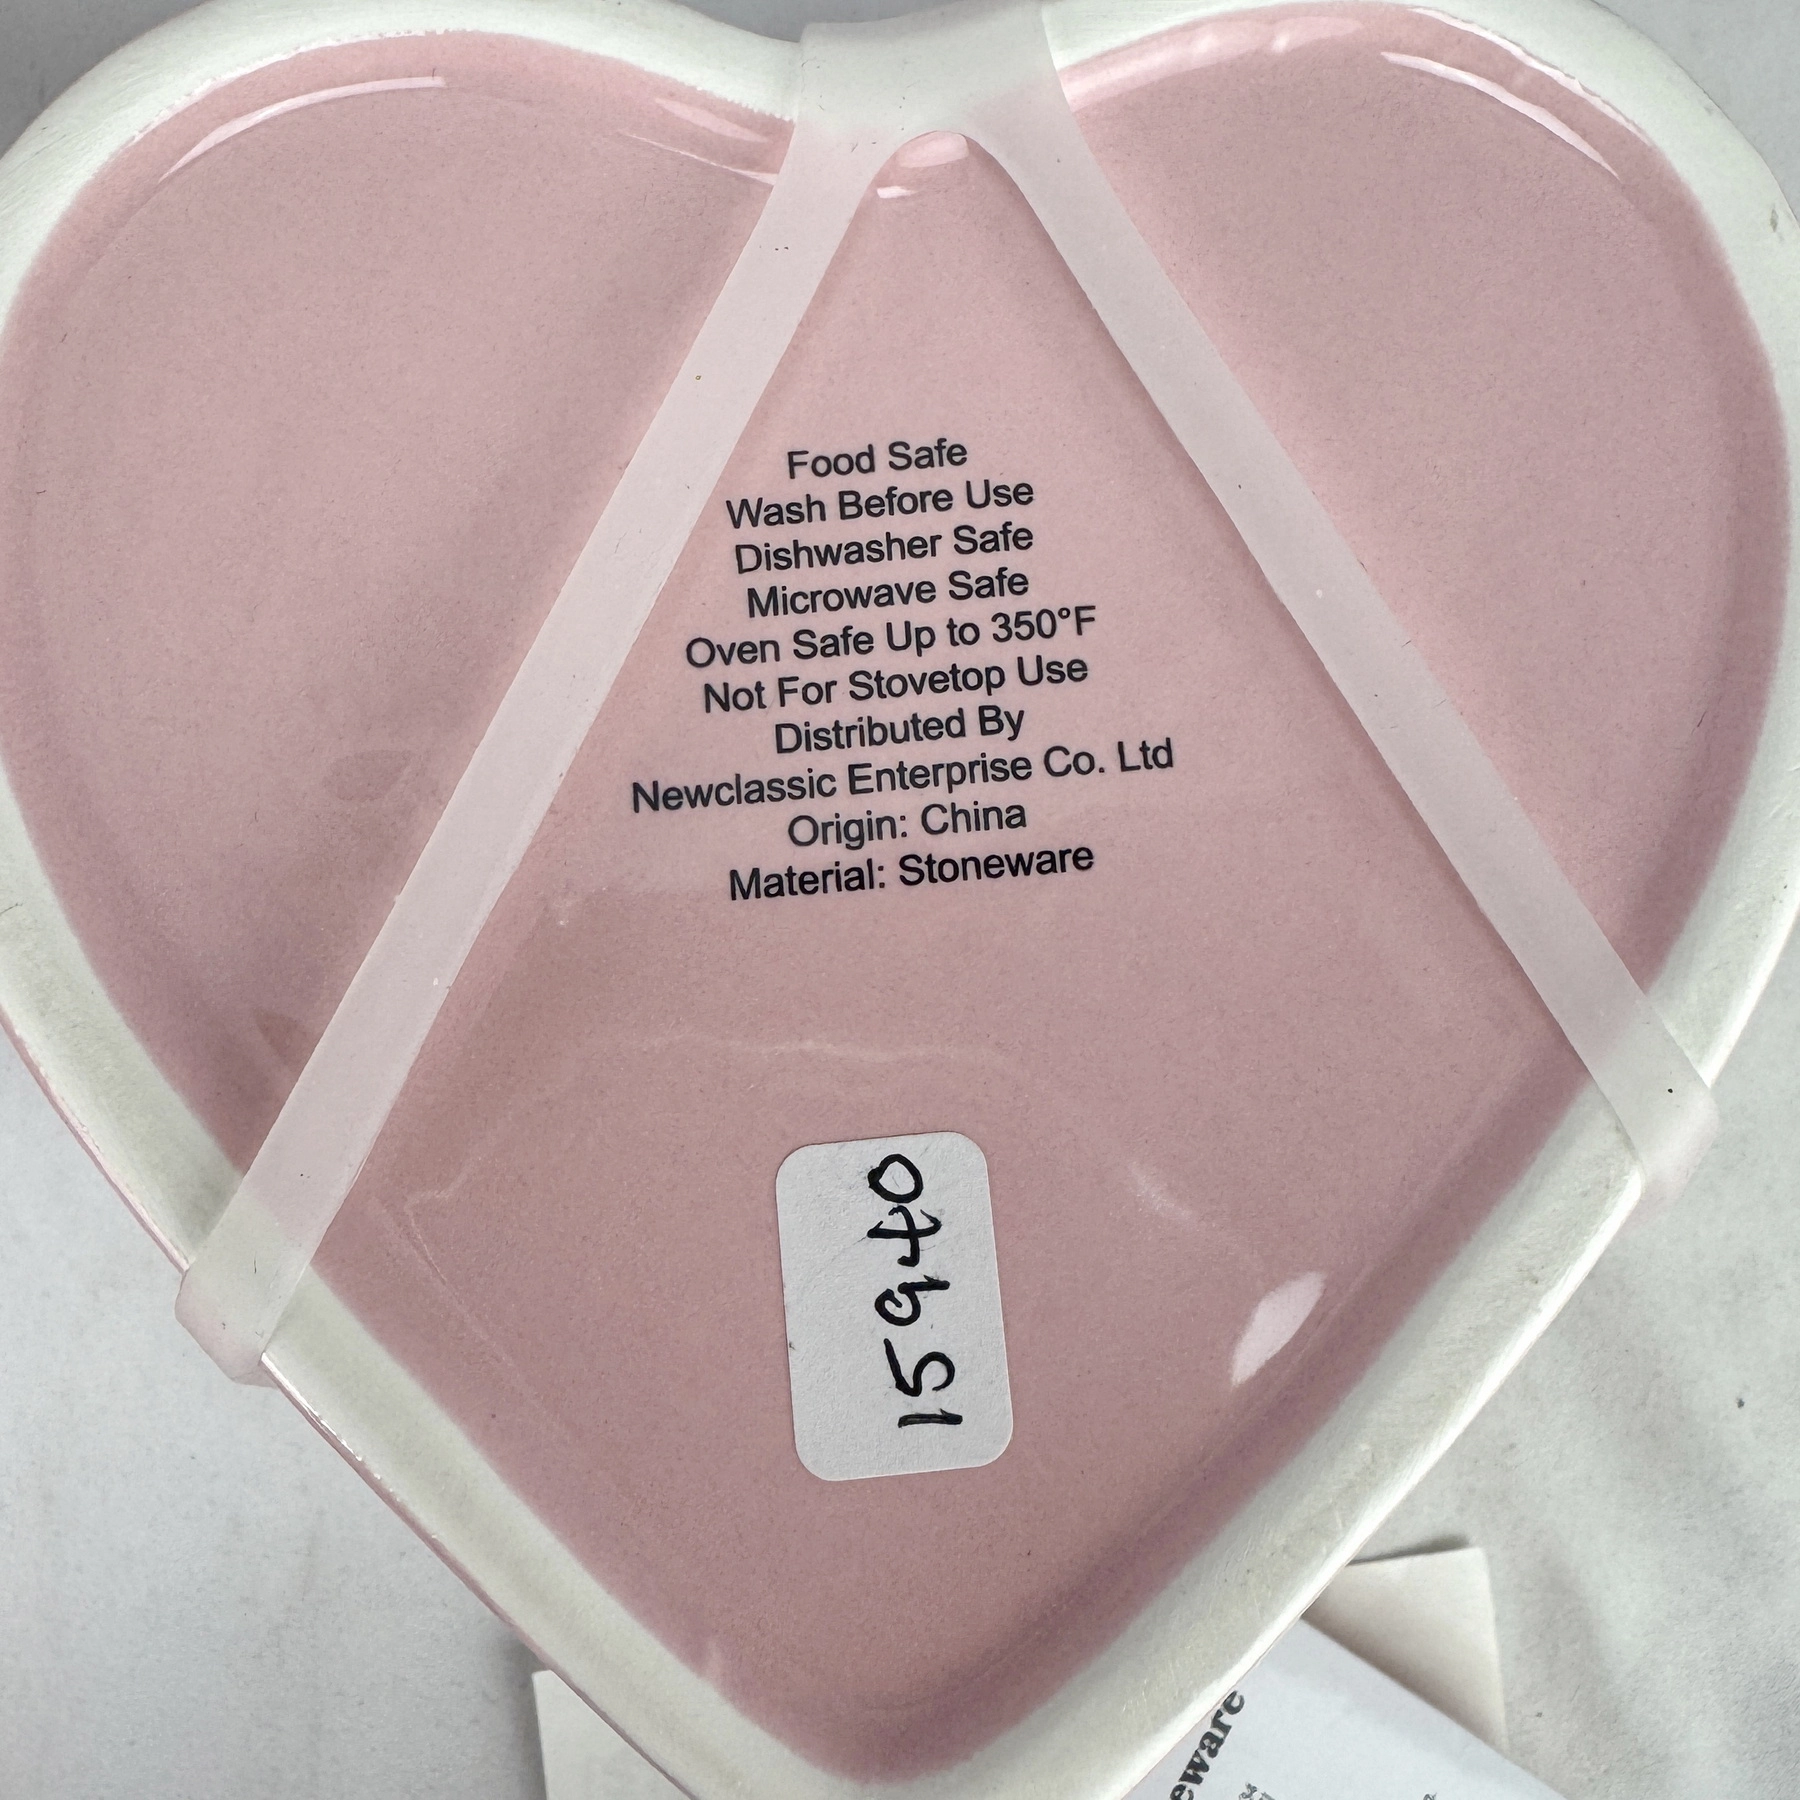 Food Safe
Wash Before Use
Dishwasher Safe
Microwave Safe
Oven Safe Up to 350°F
Not For Stovetop Use
Distributed By
Newclassic Enterprise Co. Ltd
Origin: China
Material: Stoneware
15940
eware